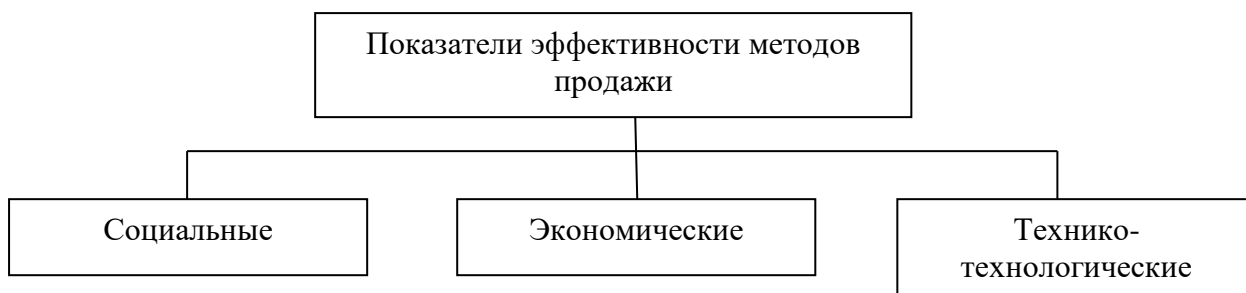 Показатели эффективности методов
продажи
Социальные
Экономические
Технико-
технологические